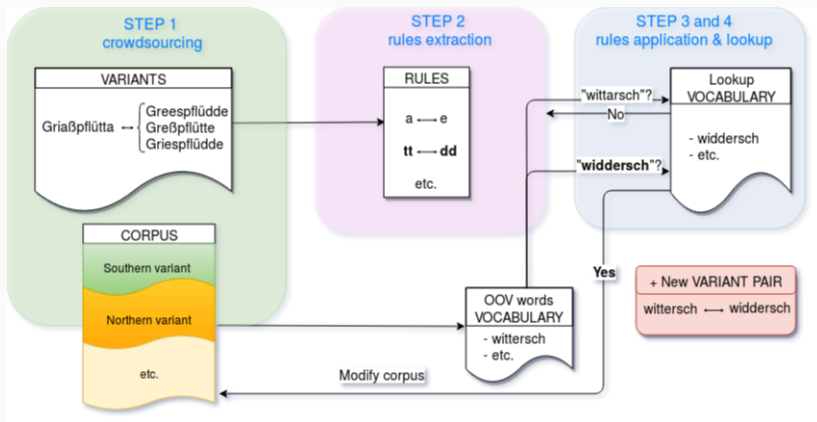 STEP 1
crowdsourcing
VARIANTS
Griaßpflütta
Greespflüdde
Greßpflütte
Griespflüdde
CORPUS
Southern variant
Northern variant
etc.
STEP 2
rules extraction
RULES
a e
tt dd
etc.
STEP 3 and 4
rules application & lookup
"wittarsch"?
No
"widdersch"?
Lookup
VOCABULARY
- widdersch
- etc.
Yes
OOV words
VOCABULARY
- wittersch
- etc.
Modify corpus
+ New VARIANT PAIR
wittersch widdersch